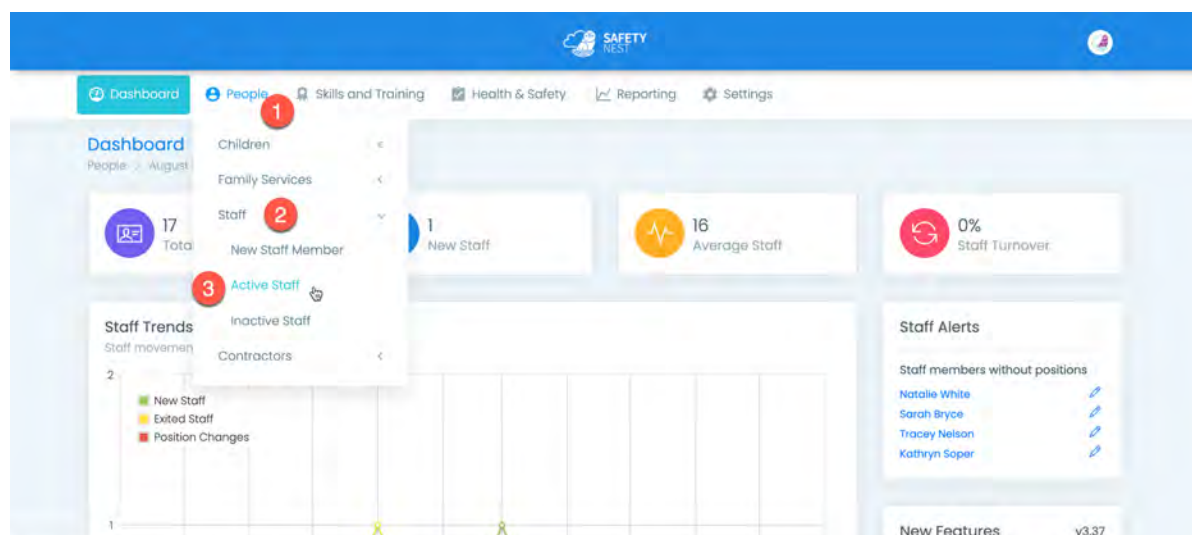 SAFETY
NEST
Dashboard
People
Skills and Training
Health & Safety
Reporting
Settings
1
Dashboard
People > August
Children
Family Services
Staff
2
New Staff Member
3
Active Staff
Inactive Staff
Contractors
17
Tota
1
New Staff
16
Average Staff
0%
Staff Turnover
Staff Trends
Staff movemen
2
New Staff
Exited Staff
Position Changes
1
Staff Alerts
Staff members without positions
Natalie White
Sarah Bryce
Tracey Nelson
Kathryn Soper
New Features
v3.37